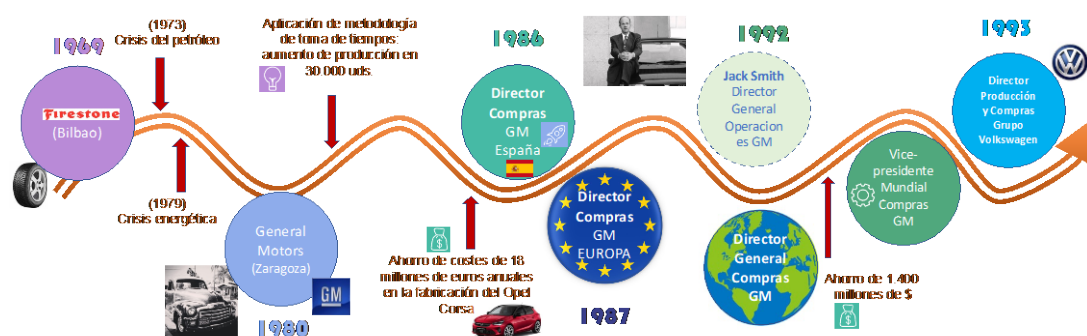 1969
Firestone
(Bilbao)
(1973)
Crisis del petróleo
(1979)
Crisis energética
General
Motors
(Zaragoza)
GM
1980
Aplicación de metodología
de toma de tiempos:
aumento de producción en
30.000 uds.
1986
Director
Compras
GM
España
Ahorro de costes de 18
millones de euros anuales
en la fabricación del Opel
Corsa
Director
Compras
GM
EUROPA
1987
1992
Jack Smith
Director
General
Operacion
es GM
Director
General
Compras
GM
Ahorro de 1.400
millones de $
Vice-
presidente
Mundial
Compras
GM
1993
Director
Producción
y Compras
Grupo
Volkswagen